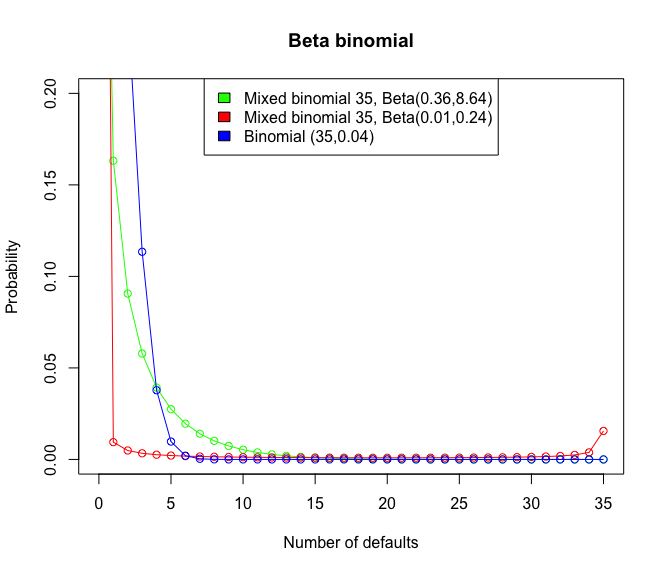 Beta binomial
Mixed binomial 35, Beta(0.36,8.64)
Mixed binomial 35, Beta(0.01,0.24)
Binomial (35,0.04)
Probability
0.20
0.15
0.10
0.05
0.00
0 5 10 15 20 25 30 35
Number of defaults